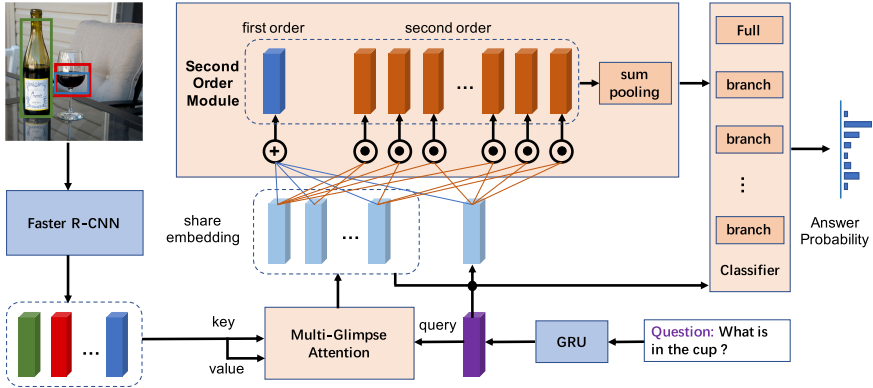 first order
second order
Second
Order
Module
...
sum
pooling
Full
branch
branch
⋮
branch
Classifier
Answer
Probability
Faster R-CNN
share
embedding
...
...
key
value
Multi-Glimpse
Attention
query
GRU
Question: What is
in the cup ?